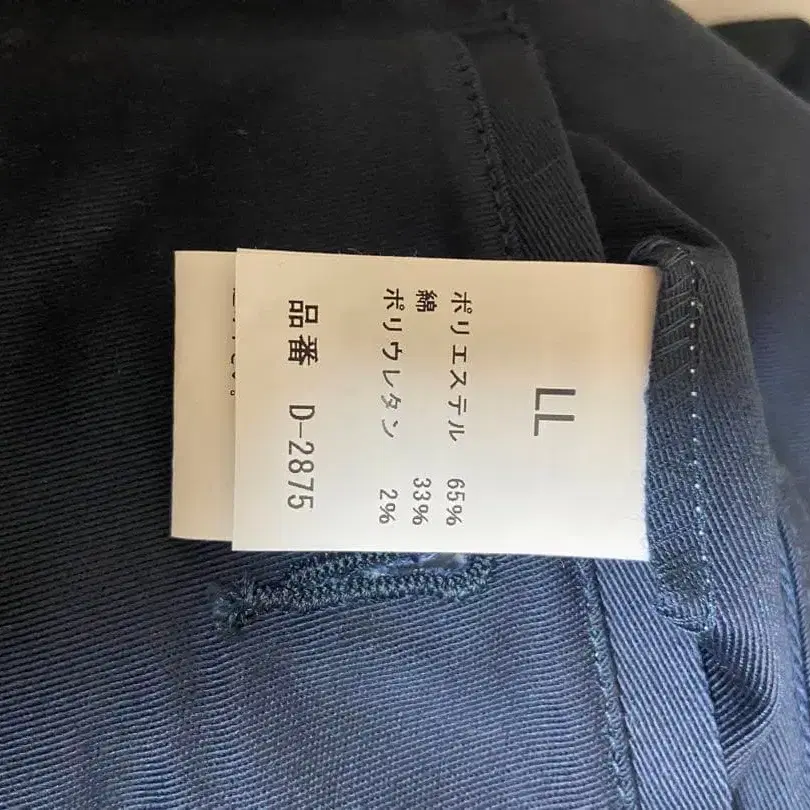 LL
ポリエステル 65%
綿 33%
ポリウレタン 2%
品番 D-2875